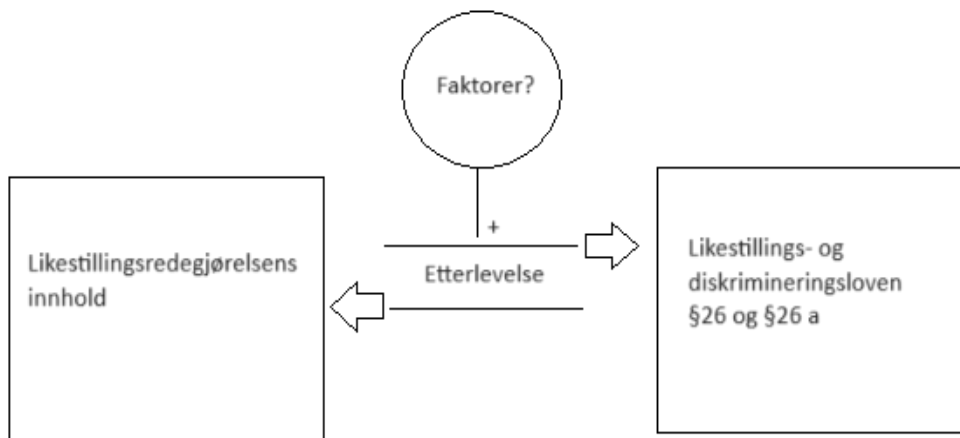 Faktorer?
+
Likestillingsredegjørelsens
innhold
Etterlevelse
Likestillings- og
diskrimineringsloven
§26 og §26 a